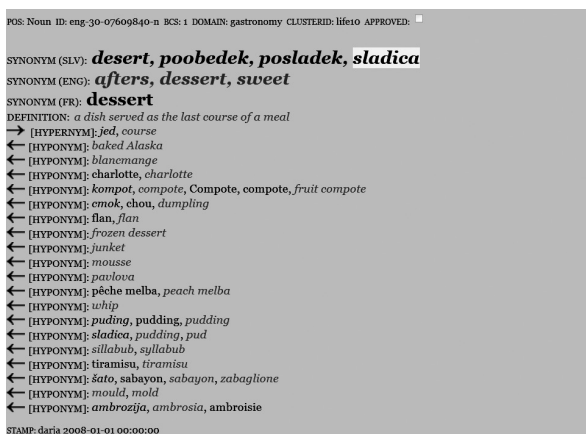 POS: Noun ID: eng-30-07609840-n BCS: 1 DOMAIN: gastronomy CLUSTERID: life10 APPROVED:
SYNONYM (SLV): desert, poobedek, posladek, sladica
SYNONYM (ENG): afters, dessert, sweet
SYNONYM (FR): dessert
DEFINITION: a dish served as the last course of a meal
→ [HYPERNYM]: jed, course
← [HYPONYM]: baked Alaska
← [HYPONYM]: blancmange
← [HYPONYM]: charlotte, charlotte
← [HYPONYM]: kompot, compote, Compote, compote, fruit compote
← [HYPONYM]: cmok, chou, dumpling
← [HYPONYM]: flan, flan
← [HYPONYM]: frozen dessert
← [HYPONYM]: junket
← [HYPONYM]: mousse
← [HYPONYM]: pavlova
← [HYPONYM]: pêche melba, peach melba
← [HYPONYM]: whip
← [HYPONYM]: puding, pudding, pudding
← [HYPONYM]: sladica, pudding, pud
← [HYPONYM]: sillabub, syllabub
← [HYPONYM]: tiramisu, tiramisu
← [HYPONYM]: šato, sabayon, sabayon, zabaglione
← [HYPONYM]: mould, mold
← [HYPONYM]: ambrozija, ambrosia, ambroisie
STAMP: darja 2008-01-01 00:00:00